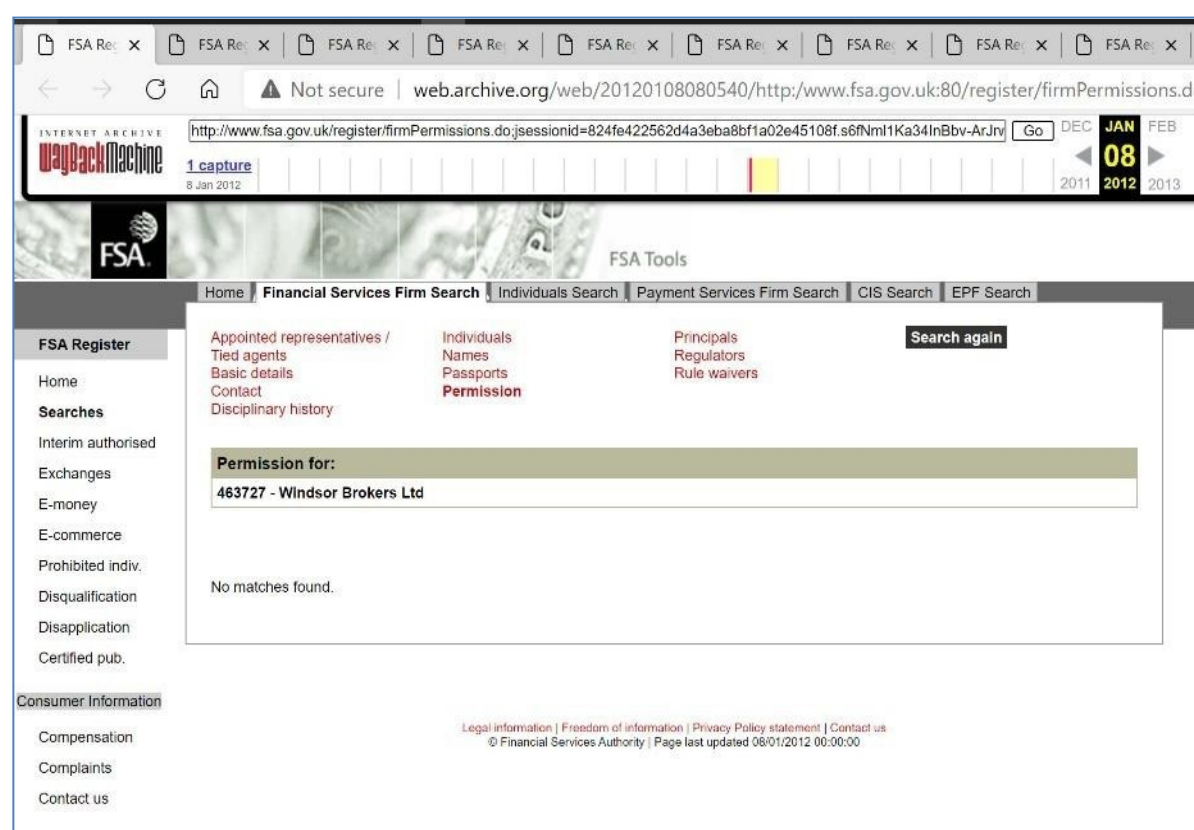 FSA Rec FSA Rec FSA Rec FSA Rec FSA Rec FSA Rec FSA Rec FSA Rec FSA Rec
Not secure | web.archive.org/web/20120108080540/http:/www.fsa.gov.uk:80/register/firmPermissions.d
INTERNET ARCHIVE
WayBackMachine
http://www.fsa.gov.uk/register/firmPermissions.do;jsessionid=824fe422562d4a3eba8bf1a02e45108f.s6fNml1Ka34InBbv-ArJrv Go
DEC JAN FEB
1 capture
08
8 Jan 2012
2011 2012 2013
FSA
FSA Tools
Home Financial Services Firm Search Individuals Search Payment Services Firm Search CIS Search EPF Search
FSA Register
Home
Searches
Interim authorised
Exchanges
E-money
E-commerce
Prohibited indiv.
Disqualification
Disapplication
Certified pub.
Consumer Information
Compensation
Complaints
Contact us
Appointed representatives /
Tied agents
Basic details
Contact
Disciplinary history
Individuals
Names
Passports
Permission
Principals
Regulators
Rule waivers
Search again
Permission for:
463727 - Windsor Brokers Ltd
No matches found.
Legal information | Freedom of information | Privacy Policy statement | Contact us
© Financial Services Authority | Page last updated 06/01/2012 00:00:00